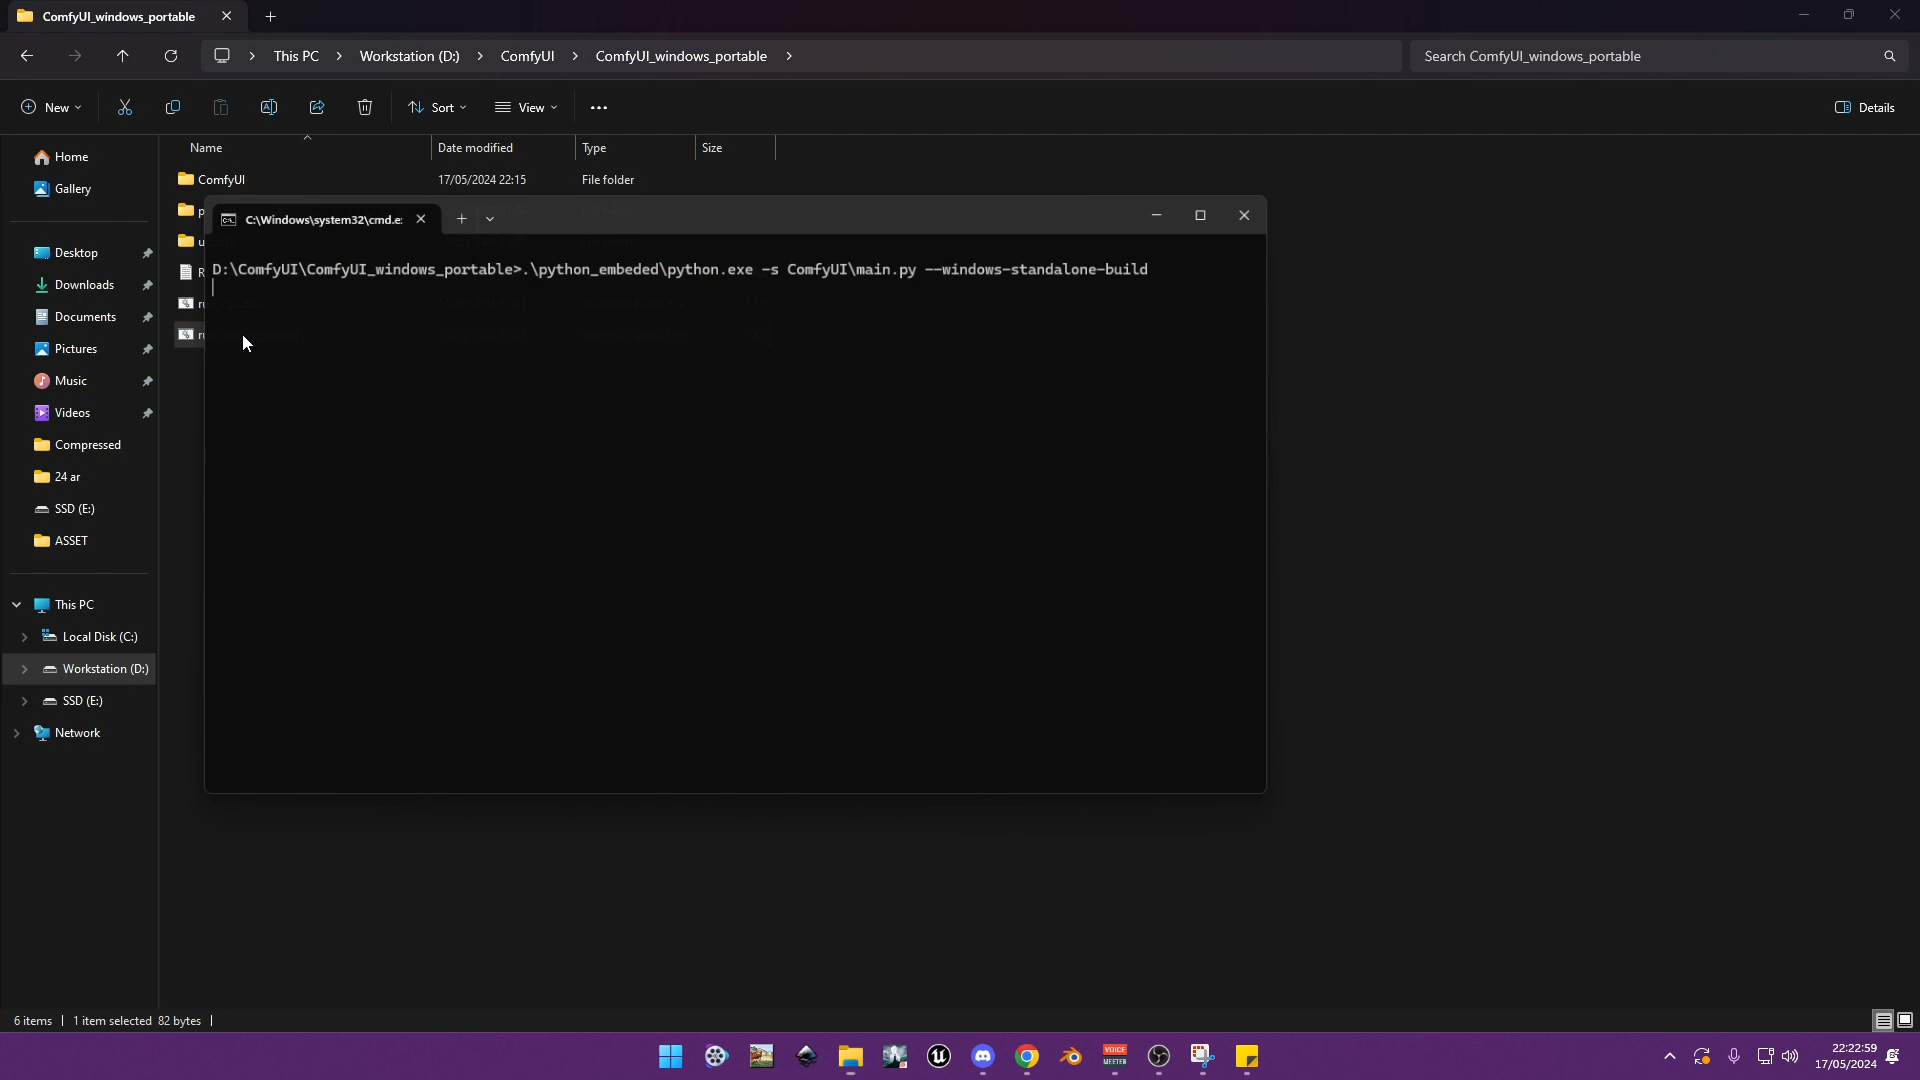 ComfyUI_windows_portable
This PC
Workstation (D:)
ComfyUI
ComfyUI_windows_portable
Search ComfyUI_windows_portable
New
Sort
View
Details
Name
Date modified
Type
Size
ComfyUI
17/05/2024 22:15
File folder
C:\Windows\system32\cmd.e:
D:\ComfyUI\ComfyUI_windows_portable>.\python_embeded\python.exe -s ComfyUI\main.py --windows-standalone-build
Home
Gallery
Desktop
Downloads
Documents
Pictures
Music
Videos
Compressed
24 ar
SSD (E:)
ASSET
This PC
Local Disk (C:)
Workstation (D:)
SSD (E:)
Network
6 items
1 item selected 82 bytes
VOICE
MEETER
22:22:59
17/05/2024